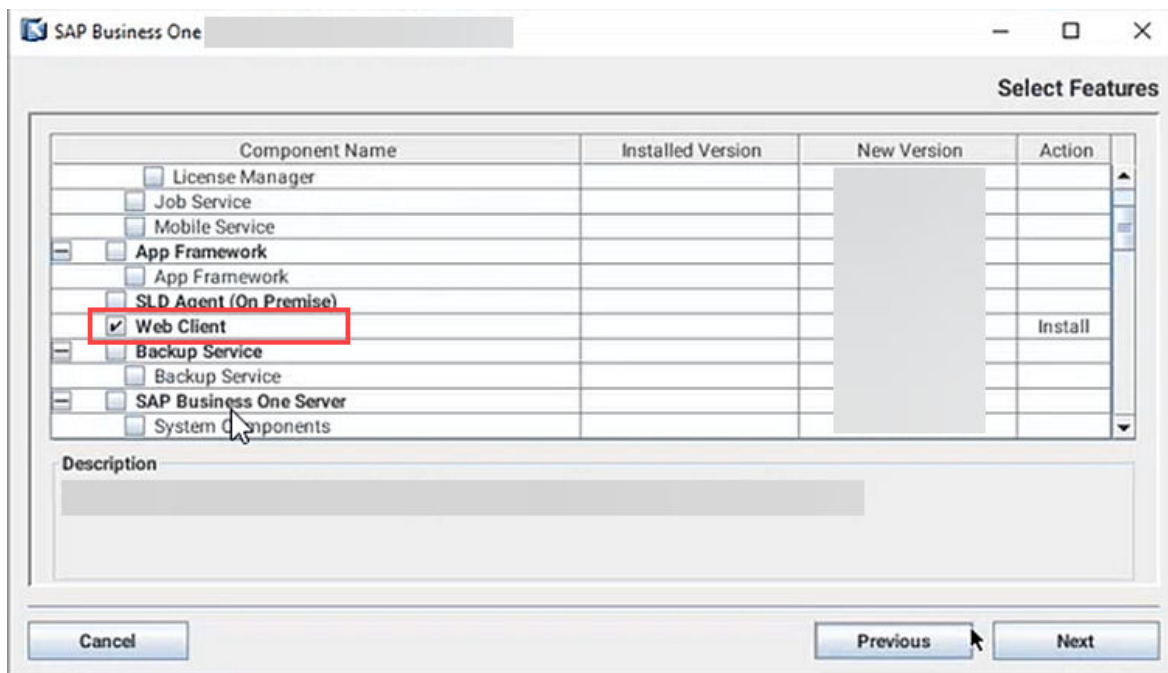 SAP Business One
Select Features
Component Name Installed Version New Version Action
License Manager
Job Service
Mobile Service
App Framework
App Framework
SLD Agent (On Premise)
Web Client Install
Backup Service
Backup Service
SAP Business One Server
System Components
Description
Cancel Previous Next